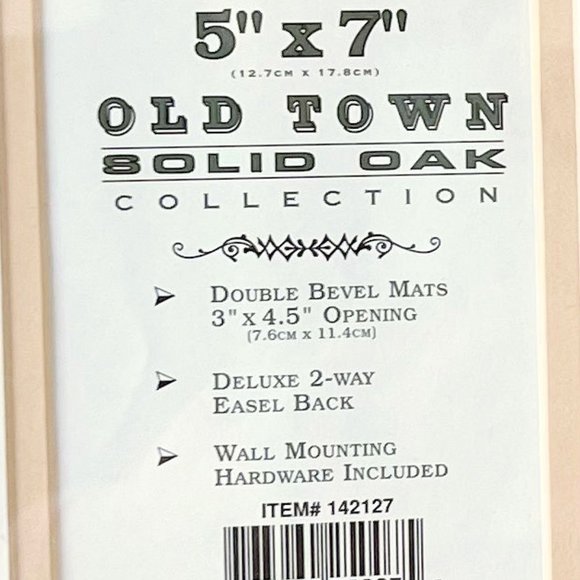 5" x 7"
(12.7CM X 17.8CM)
OLD TOWN
SOLID OAK
COLLECTION
DOUBLE BEVEL MATS
3" X 4.5" OPENING
(7.6CM X 11.4CM)
DELUXE 2-WAY
EASEL BACK
WALL MOUNTING
HARDWARE INCLUDED
ITEM# 142127